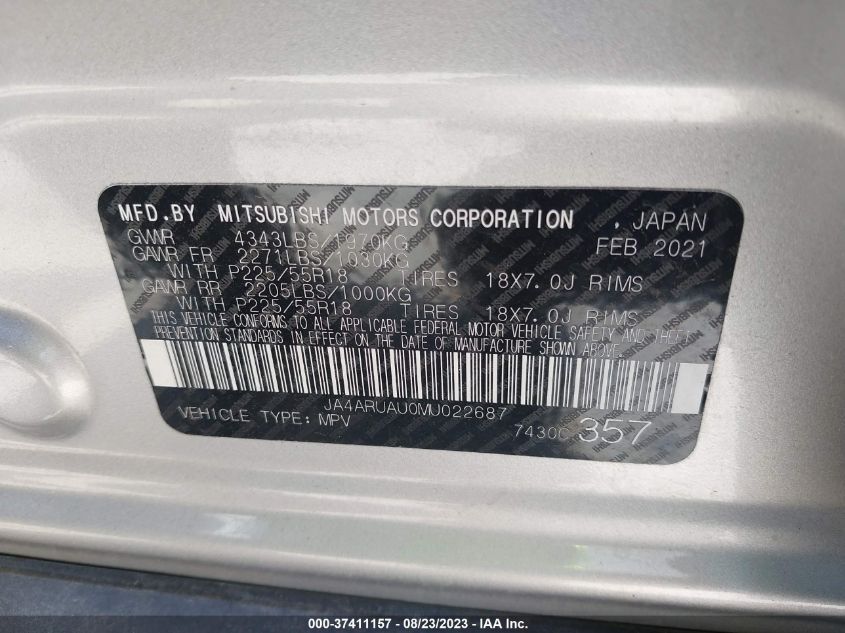 MFD.BY MITSUBISHI MOTORS CORPORATION , JAPAN
GVWR 4343LBS/1970KG FEB 2021
GAWR FR 2271LBS/1030KG
WITH P225/55R18 TIRES 18X7.0J RIMS
GAWR RR 2205LBS/1000KG
WITH P225/55R18 TIRES 18X7.0J RIMS
THIS VEHICLE CONFORMS TO ALL APPLICABLE FEDERAL MOTOR VEHICLE SAFETY AND THEFT
PREVENTION STANDARDS IN EFFECT ON THE DATE OF MANUFACTURE SHOWN ABOVE.
JA4ARUAU0MU022687
VEHICLE TYPE: MPV 7430C 357
000-37411157 - 08/23/2023 - IAA Inc.